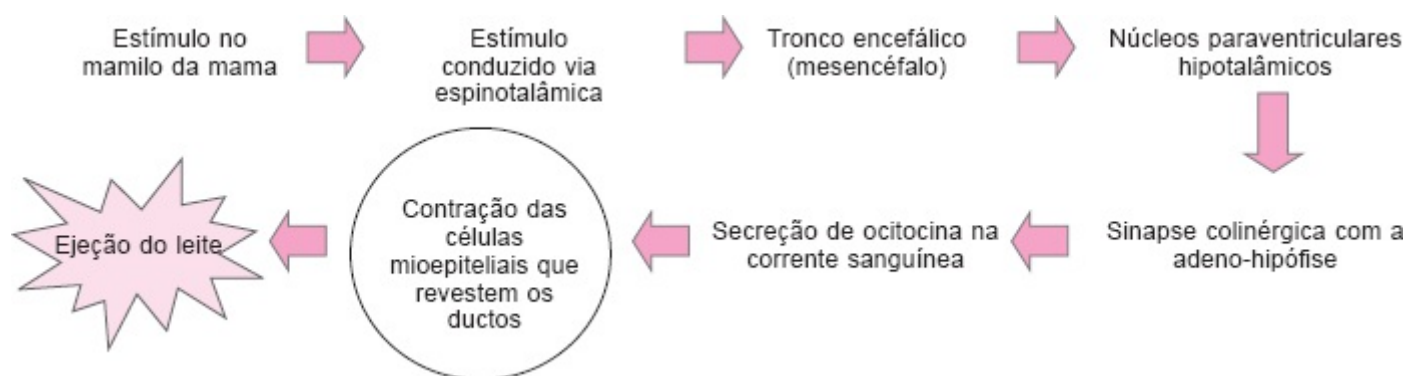 Estímulo no
mamilo da mama
Estímulo
conduzido via
espinotalâmica
Tronco encefálico
(mesencéfalo)
Núcleos paraventriculares
hipotalâmicos
Sinapse colinérgica com a
adeno-hipófise
Secreção de ocitocina na
corrente sanguínea
Contração das
células
mioepiteliais que
revestem os
ductos
Ejeção do leite